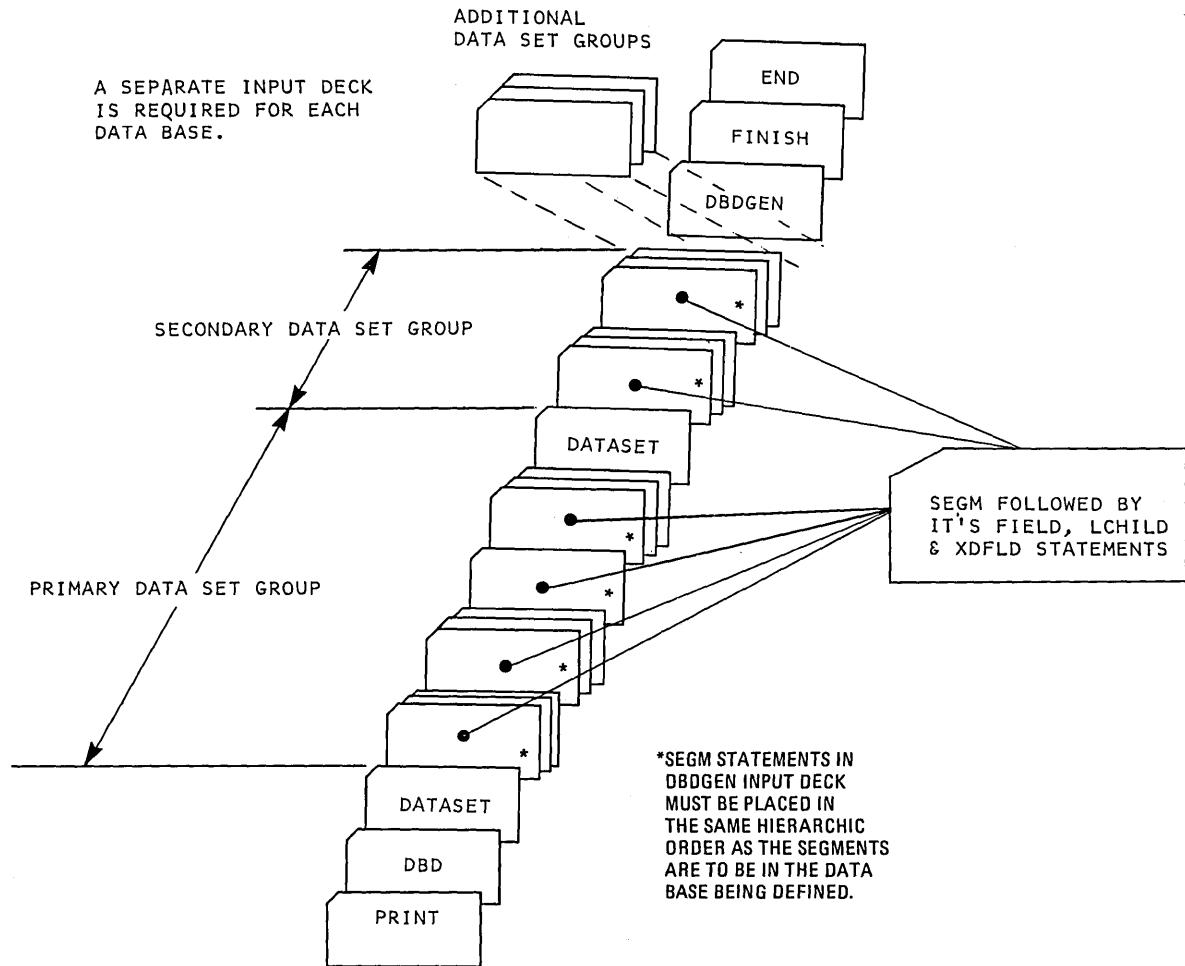 ADDITIONAL
DATA SET GROUPS
A SEPARATE INPUT DECK
IS REQUIRED FOR EACH
DATA BASE.
END
FINISH
DBDGEN
*
SECONDARY DATA SET GROUP
*
DATASET
*
SEGM FOLLOWED BY
IT'S FIELD, LCHILD
& XDFLD STATEMENTS
PRIMARY DATA SET GROUP
*
*
*
*SEGM STATEMENTS IN
DBDGEN INPUT DECK
MUST BE PLACED IN
THE SAME HIERARCHIC
ORDER AS THE SEGMENTS
ARE TO BE IN THE DATA
BASE BEING DEFINED.
DATASET
DBD
PRINT